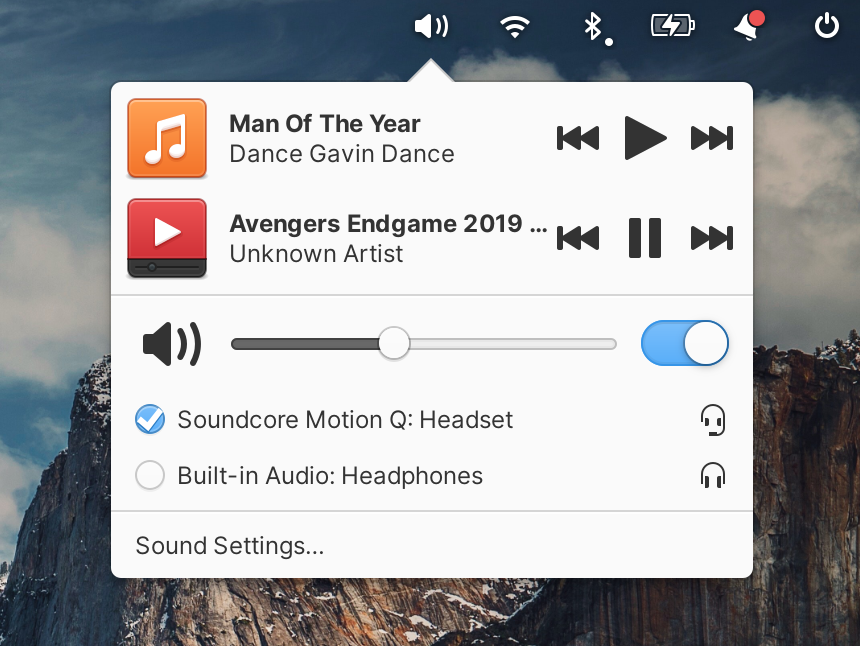 Man Of The Year
Dance Gavin Dance
Avengers Endgame 2019 ...
Unknown Artist
Soundcore Motion Q: Headset
Built-in Audio: Headphones
Sound Settings...